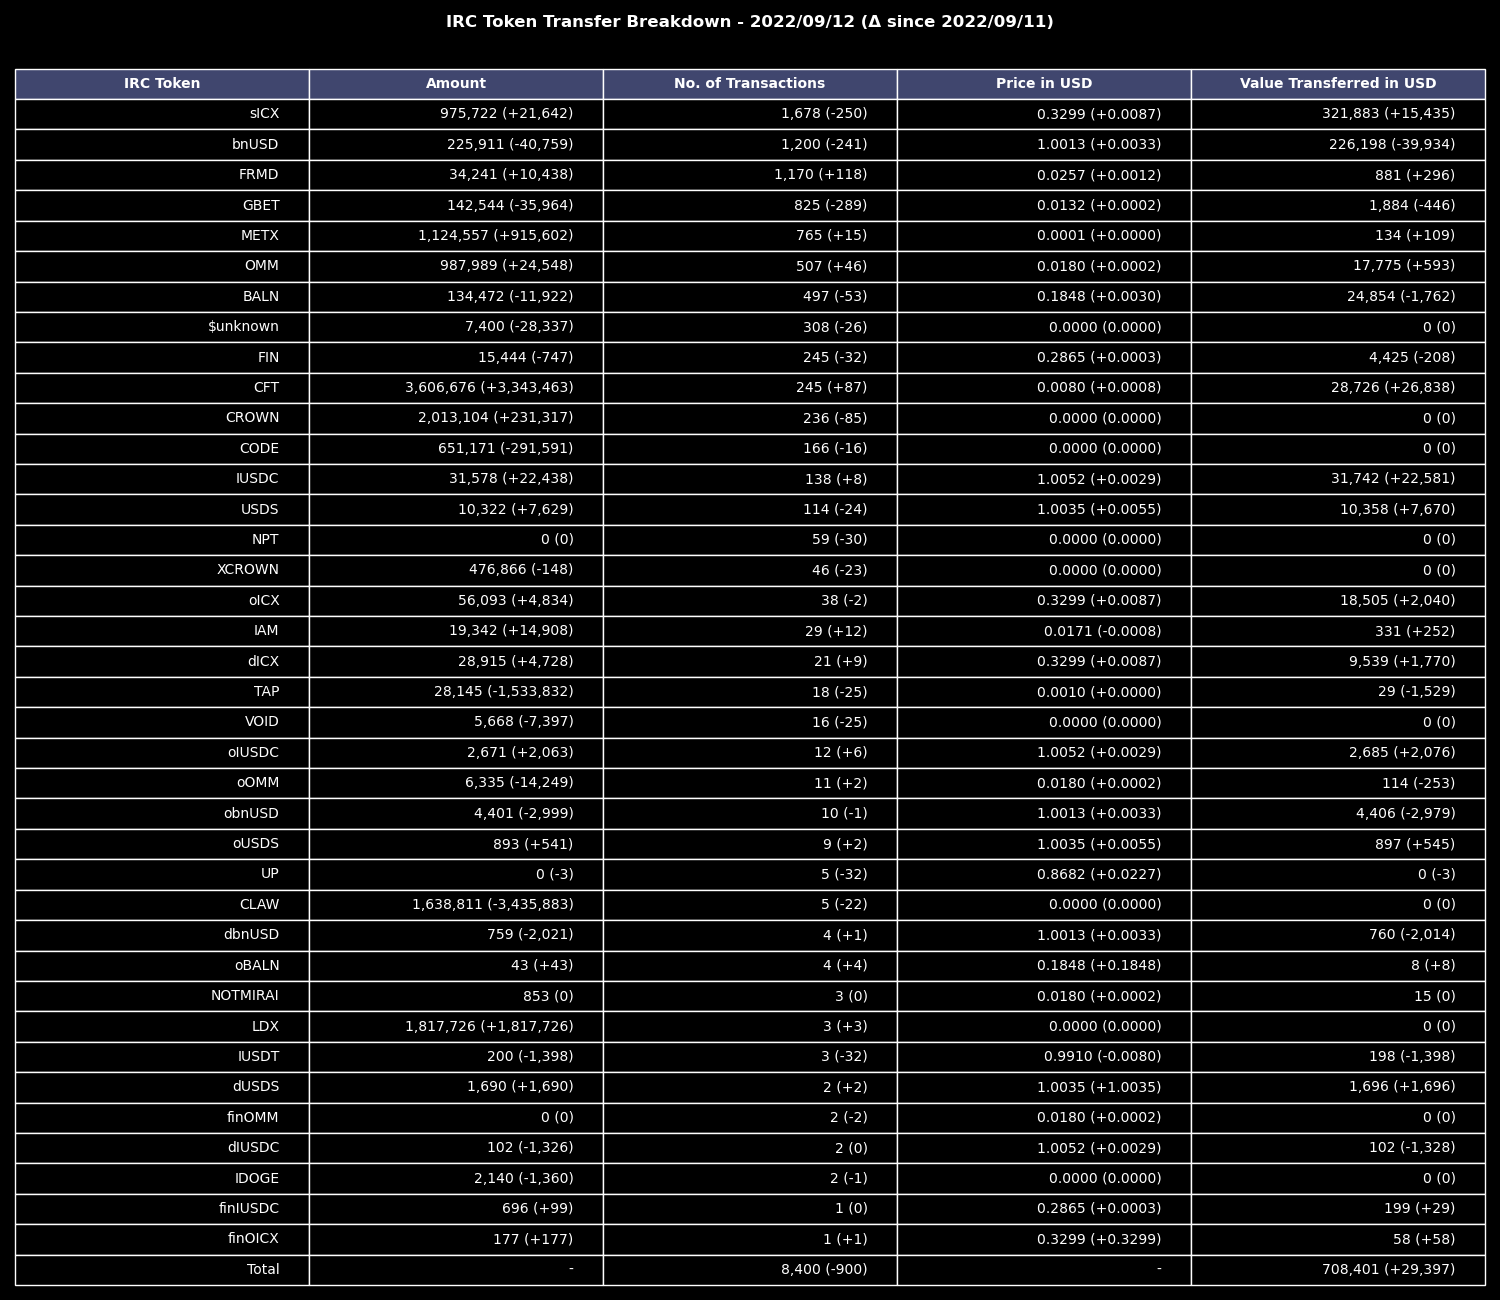 IRC Token Transfer Breakdown - 2022/09/12 (Δ since 2022/09/11)
IRC Token Amount No. of Transactions Price in USD Value Transferred in USD
sICX 975,722 (+21,642) 1,678 (-250) 0.3299 (+0.0087) 321,883 (+15,435)
bnUSD 225,911 (-40,759) 1,200 (-241) 1.0013 (+0.0033) 226,198 (-39,934)
FRMD 34,241 (+10,438) 1,170 (+118) 0.0257 (+0.0012) 881 (+296)
GBET 142,544 (-35,964) 825 (-289) 0.0132 (+0.0002) 1,884 (-446)
METX 1,124,557 (+915,602) 765 (+15) 0.0001 (+0.0000) 134 (+109)
OMM 987,989 (+24,548) 507 (+46) 0.0180 (+0.0002) 17,775 (+593)
BALN 134,472 (-11,922) 497 (-53) 0.1848 (+0.0030) 24,854 (-1,762)
$unknown 7,400 (-28,337) 308 (-26) 0.0000 (0.0000) 0 (0)
FIN 15,444 (-747) 245 (-32) 0.2865 (+0.0003) 4,425 (-208)
CFT 3,606,676 (+3,343,463) 245 (+87) 0.0080 (+0.0008) 28,726 (+26,838)
CROWN 2,013,104 (+231,317) 236 (-85) 0.0000 (0.0000) 0 (0)
CODE 651,171 (-291,591) 166 (-16) 0.0000 (0.0000) 0 (0)
IUSDC 31,578 (+22,438) 138 (+8) 1.0052 (+0.0029) 31,742 (+22,581)
USDS 10,322 (+7,629) 114 (-24) 1.0035 (+0.0055) 10,358 (+7,670)
NPT 0 (0) 59 (-30) 0.0000 (0.0000) 0 (0)
XCROWN 476,866 (-148) 46 (-23) 0.0000 (0.0000) 0 (0)
oICX 56,093 (+4,834) 38 (-2) 0.3299 (+0.0087) 18,505 (+2,040)
IAM 19,342 (+14,908) 29 (+12) 0.0171 (-0.0008) 331 (+252)
dICX 28,915 (+4,728) 21 (+9) 0.3299 (+0.0087) 9,539 (+1,770)
TAP 28,145 (-1,533,832) 18 (-25) 0.0010 (+0.0000) 29 (-1,529)
VOID 5,668 (-7,397) 16 (-25) 0.0000 (0.0000) 0 (0)
oIUSDC 2,671 (+2,063) 12 (+6) 1.0052 (+0.0029) 2,685 (+2,076)
oOMM 6,335 (-14,249) 11 (+2) 0.0180 (+0.0002) 114 (-253)
obnUSD 4,401 (-2,999) 10 (-1) 1.0013 (+0.0033) 4,406 (-2,979)
oUSDS 893 (+541) 9 (+2) 1.0035 (+0.0055) 897 (+545)
UP 0 (-3) 5 (-32) 0.8682 (+0.0227) 0 (-3)
CLAW 1,638,811 (-3,435,883) 5 (-22) 0.0000 (0.0000) 0 (0)
dbnUSD 759 (-2,021) 4 (+1) 1.0013 (+0.0033) 760 (-2,014)
oBALN 43 (+43) 4 (+4) 0.1848 (+0.1848) 8 (+8)
NOTMIRAI 853 (0) 3 (0) 0.0180 (+0.0002) 15 (0)
LDX 1,817,726 (+1,817,726) 3 (+3) 0.0000 (0.0000) 0 (0)
IUSDT 200 (-1,398) 3 (-32) 0.9910 (-0.0080) 198 (-1,398)
dUSDS 1,690 (+1,690) 2 (+2) 1.0035 (+1.0035) 1,696 (+1,696)
finOMM 0 (0) 2 (-2) 0.0180 (+0.0002) 0 (0)
dIUSDC 102 (-1,326) 2 (0) 1.0052 (+0.0029) 102 (-1,328)
IDOGE 2,140 (-1,360) 2 (-1) 0.0000 (0.0000) 0 (0)
finIUSDC 696 (+99) 1 (0) 0.2865 (+0.0003) 199 (+29)
finOICX 177 (+177) 1 (+1) 0.3299 (+0.3299) 58 (+58)
Total - 8,400 (-900) - 708,401 (+29,397)